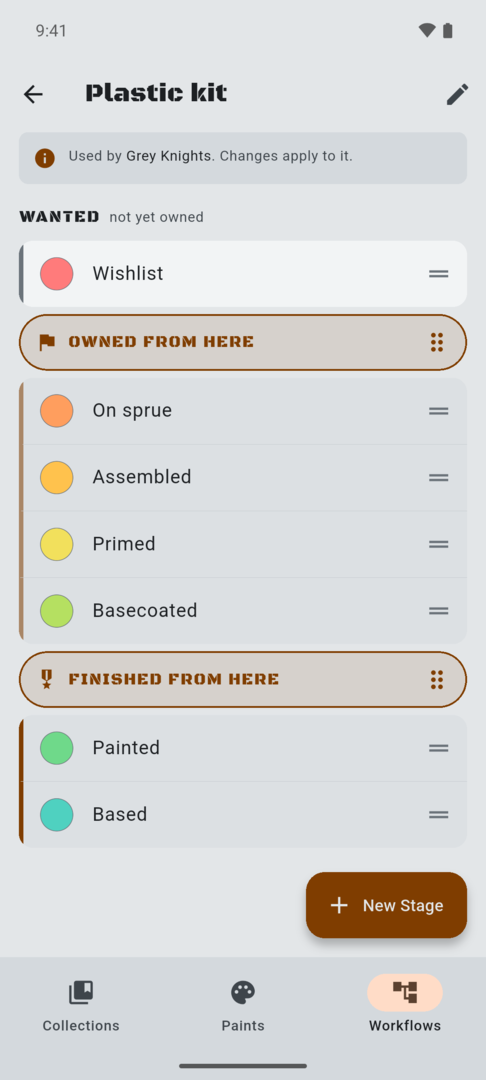 9:41
Plastic kit
Used by Grey Knights. Changes apply to it.
WANTED not yet owned
Wishlist
OWNED FROM HERE
On sprue
Assembled
Primed
Basecoated
FINISHED FROM HERE
Painted
Based
+ New Stage
Collections
Paints
Workflows